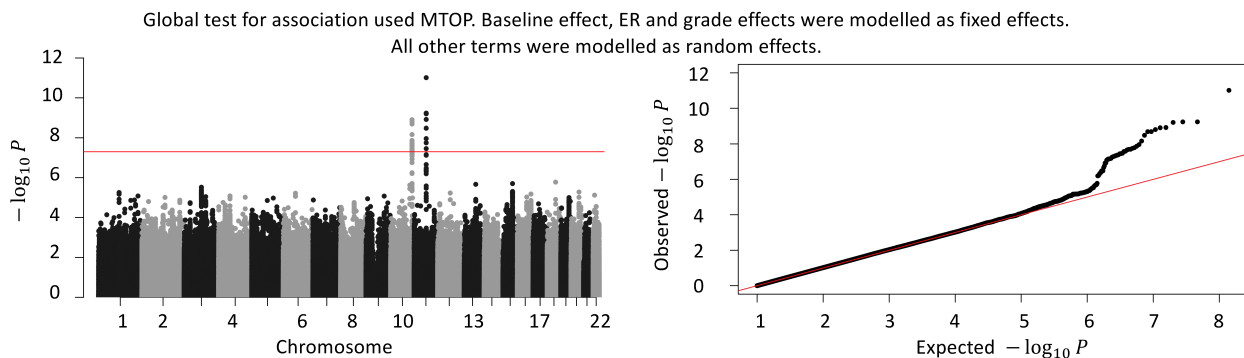 Global test for association used MTOP. Baseline effect, ER and grade effects were modelled as fixed effects.
All other terms were modelled as random effects.
12
10
8
6
4
2
0
− log₁₀ P
1 2 4 6 8 10 13 17 22
Chromosome
12
10
8
6
4
2
0
Observed − log₁₀ P
1 2 3 4 5 6 7 8
Expected − log₁₀ P